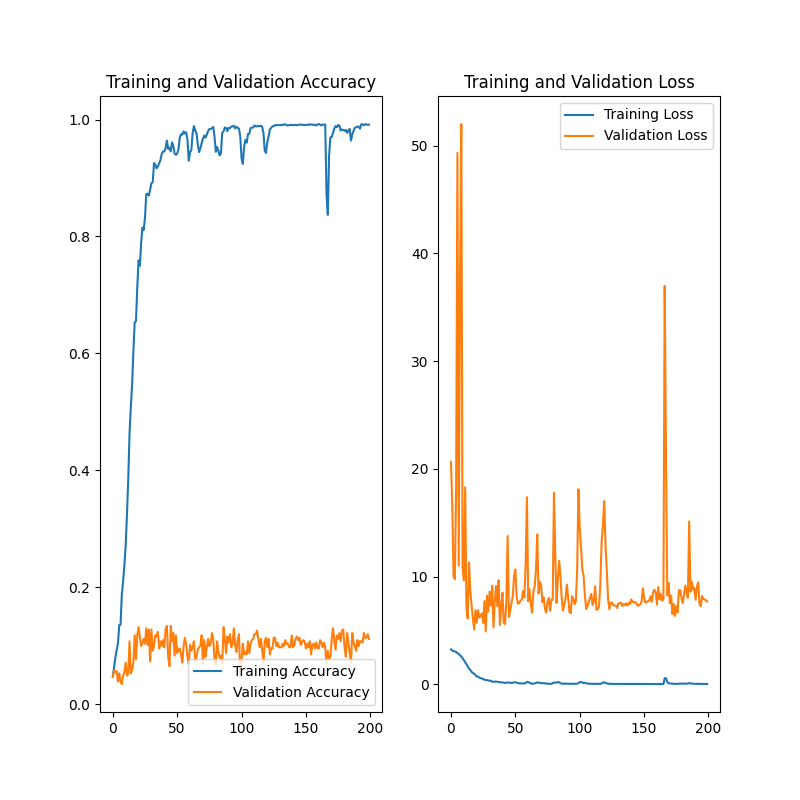 Training and Validation Accuracy
1.0
0.8
0.6
0.4
0.2
0.0
0 50 100 150 200
Training Accuracy
Validation Accuracy
Training and Validation Loss
50
40
30
20
10
0
0 50 100 150 200
Training Loss
Validation Loss